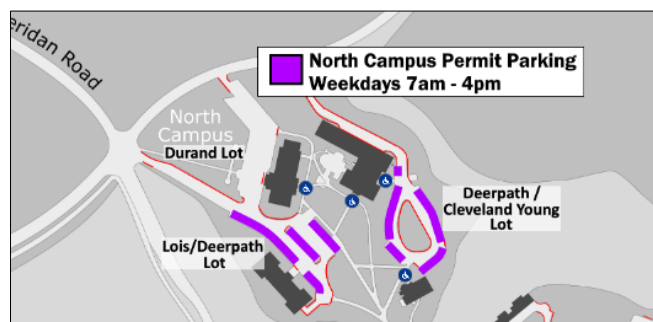 North Campus Permit Parking
Weekdays 7am - 4pm
North
Campus
Durand Lot
Deerpath /
Cleveland Young
Lot
Lois/Deerpath
Lot
Road